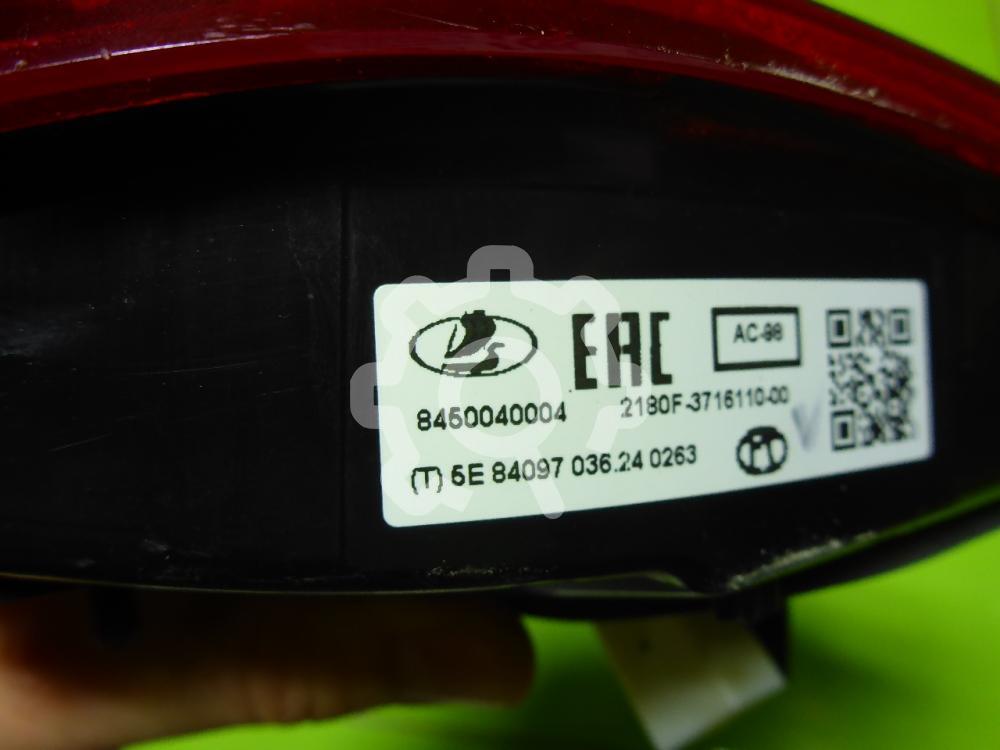 EAC
AC-98
8450040004 2180F-3716110-00
(T) 5E 84097 036.24 0263